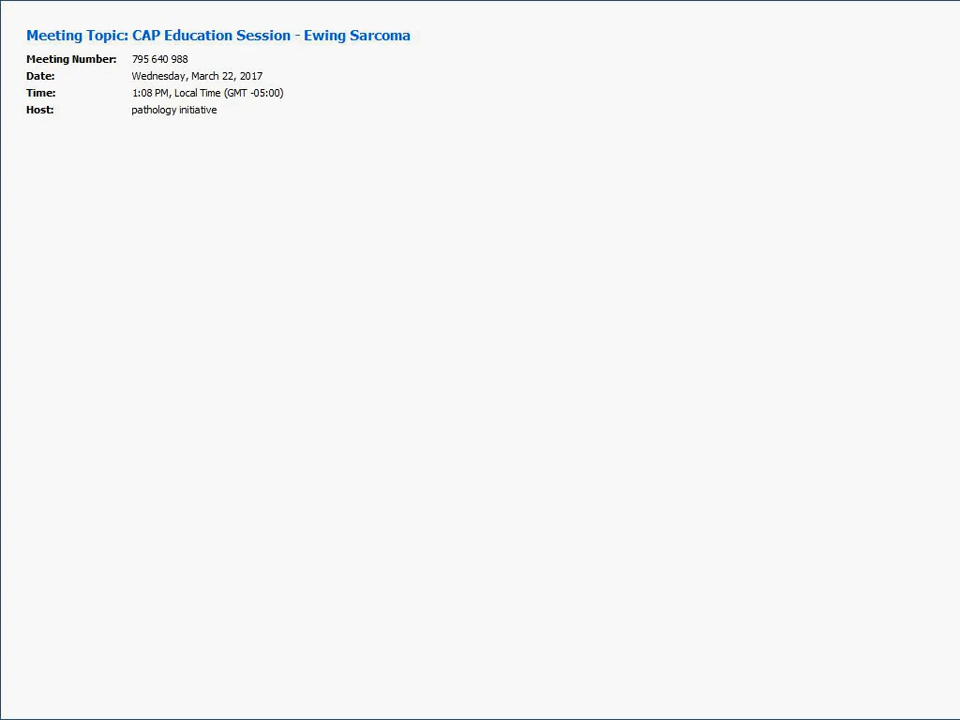 Meeting Topic: CAP Education Session - Ewing Sarcoma
Meeting Number: 795 640 988
Date: Wednesday, March 22, 2017
Time: 1:08 PM, Local Time (GMT -05:00)
Host: pathology initiative